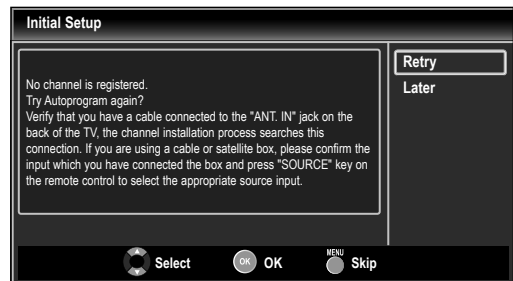 Initial Setup
No channel is registered.
Try Autoprogram again?
Verify that you have a cable connected to the "ANT. IN" jack on the
back of the TV, the channel installation process searches this
connection. If you are using a cable or satellite box, please confirm the
input which you have connected the box and press "SOURCE" key on
the remote control to select the appropriate source input.
Retry
Later
Select
OK OK
MENU
Skip